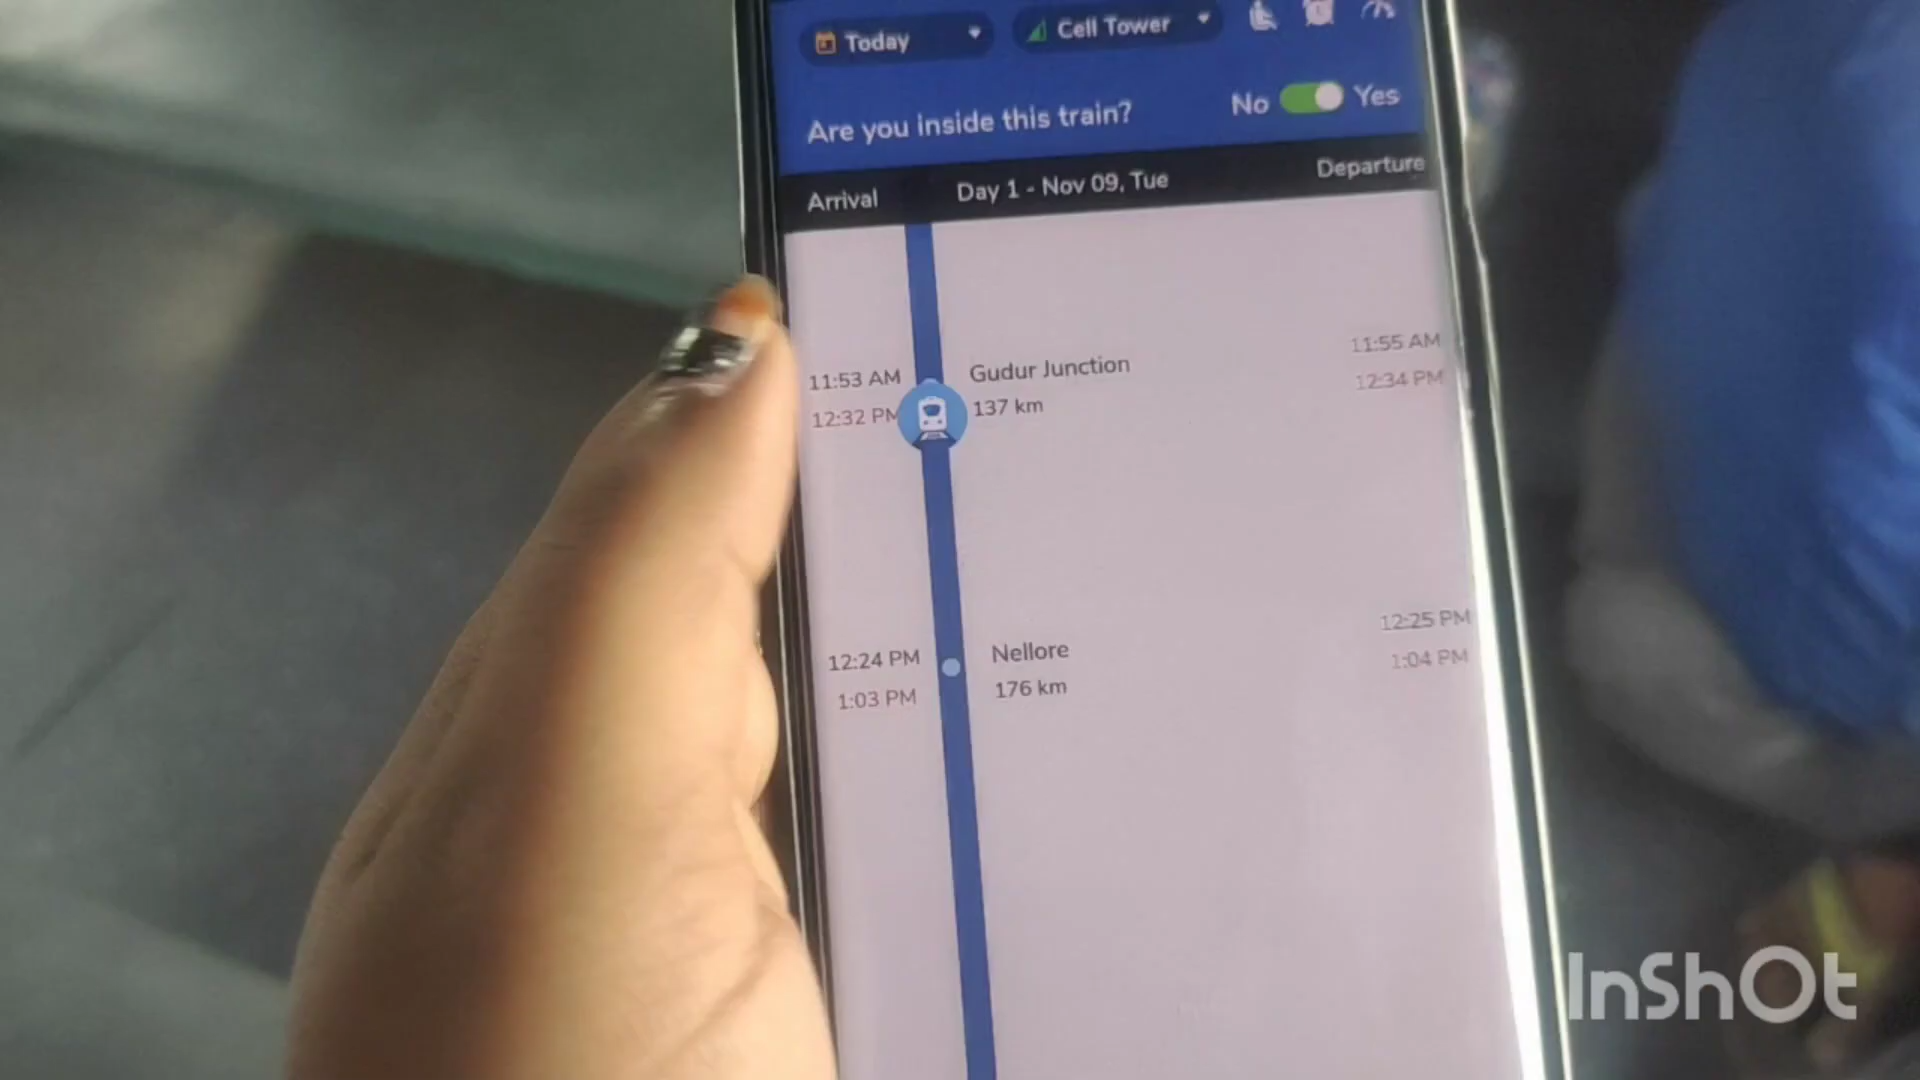 Today
Cell Tower
Are you inside this train?
No
Yes
Arrival
Day 1 - Nov 09, Tue
Departure
11:53 AM
12:32 PM
Gudur Junction
137 km
11:55 AM
12:34 PM
12:24 PM
1:03 PM
Nellore
176 km
12:25 PM
1:04 PM
InShOt